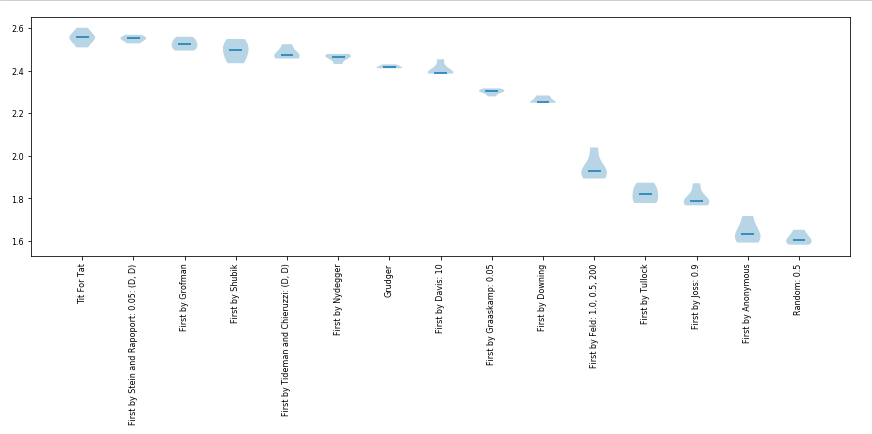 2.6
2.4
2.2
2.0
1.8
1.6
Tit For Tat
First by Stein and Rapoport: 0.05: (D, D)
First by Grofman
First by Shubik
First by Tideman and Chieruzzi: (D, D)
First by Nydegger
Grudger
First by Davis: 10
First by Graaskamp: 0.05
First by Downing
First by Feld: 1.0, 0.5, 200
First by Tullock
First by Joss: 0.9
First by Anonymous
Random: 0.5